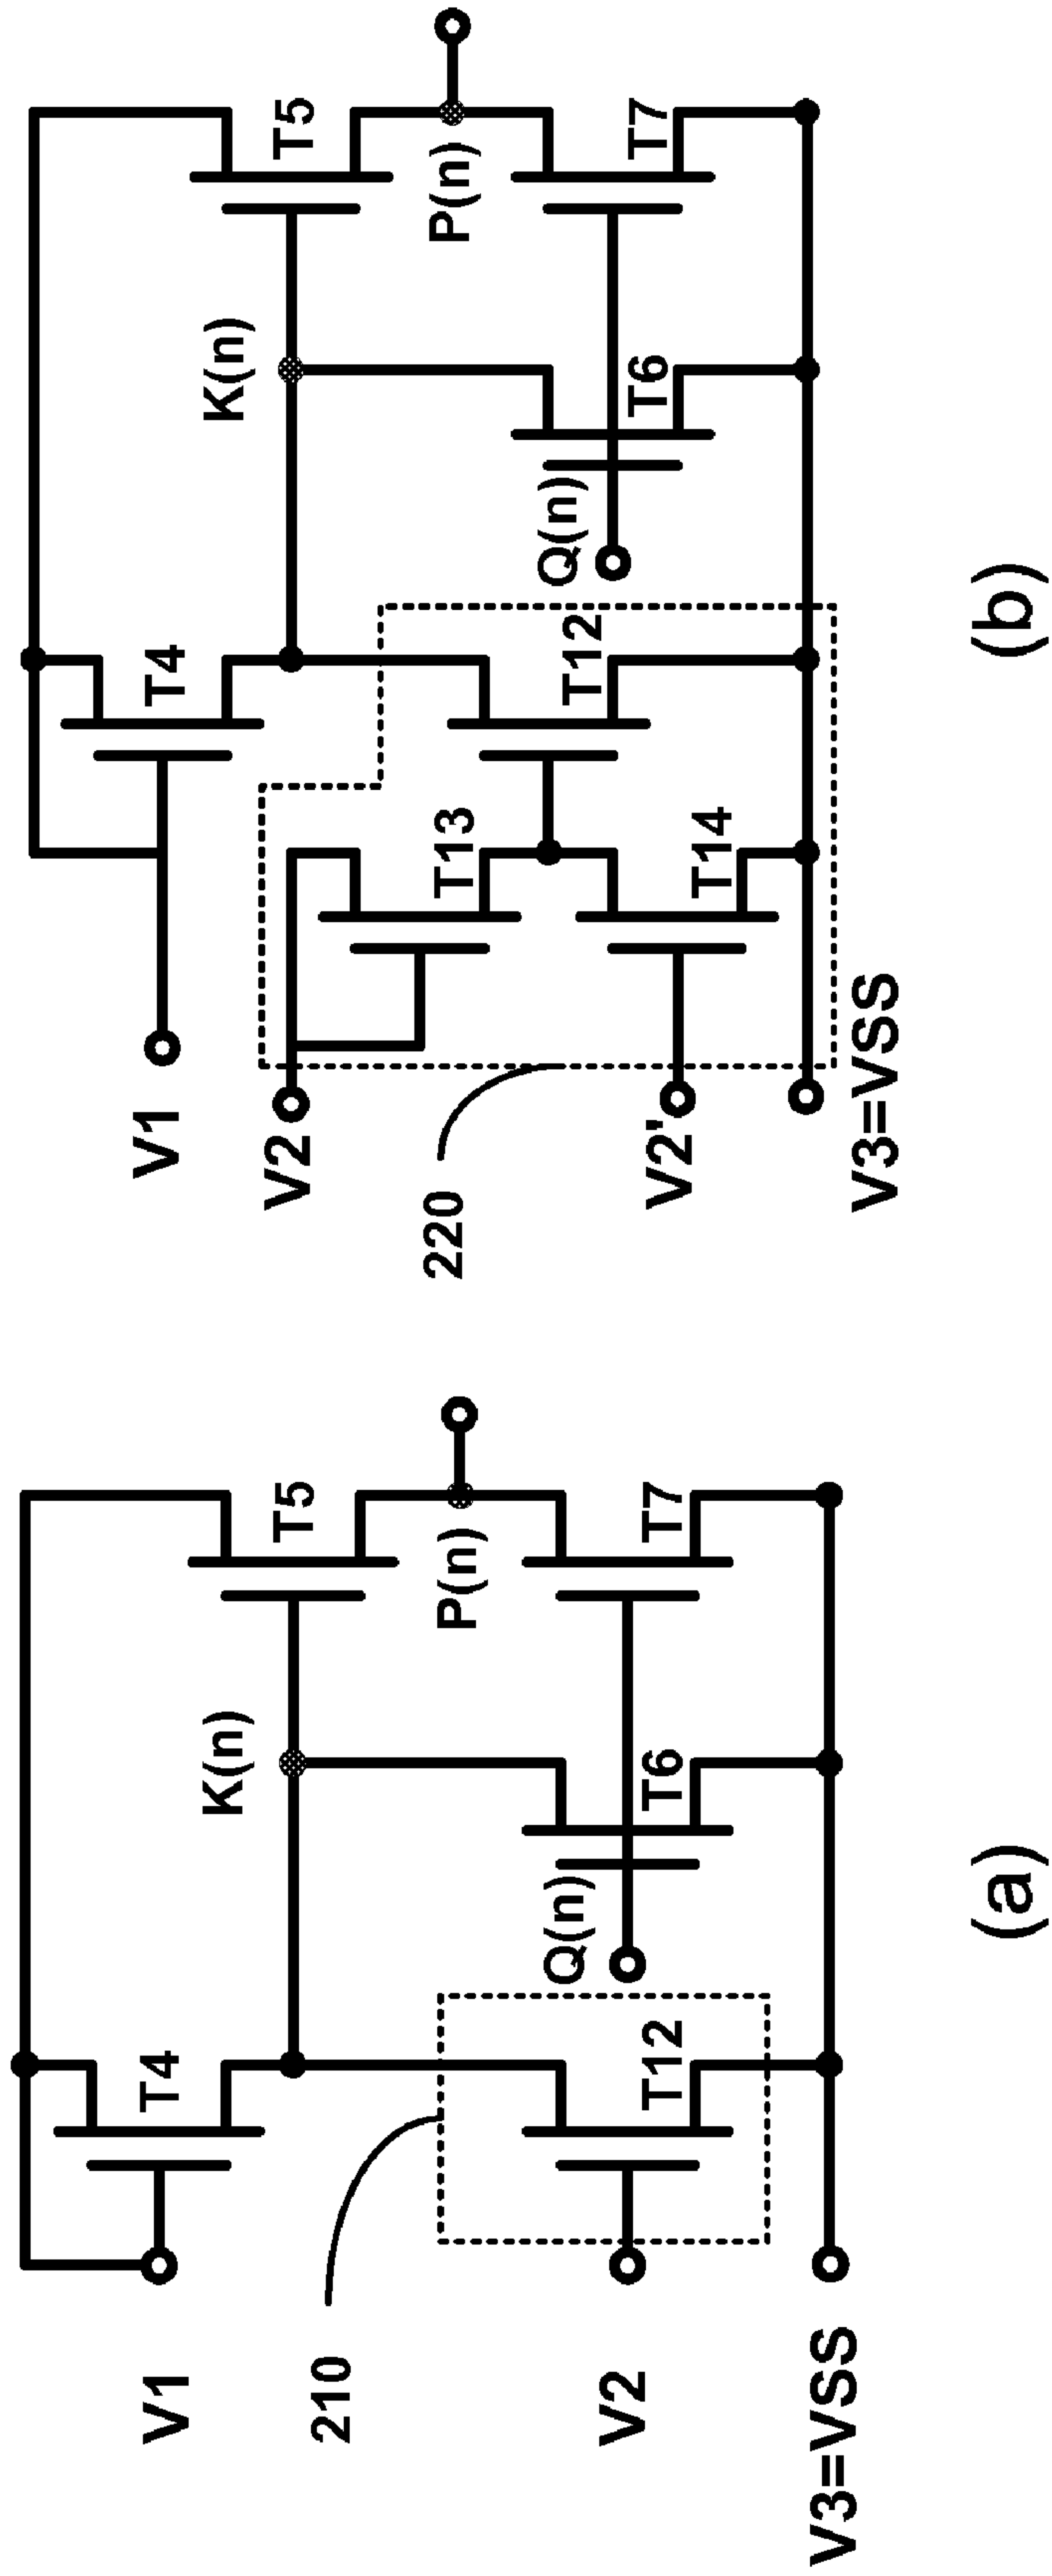 V1
T4
K(n)
T5
210
P(n)
Q(n)
V2
T12
T6
T7
V3=VSS
(a)
V1
T4
K(n)
T5
V2
T13
220
P(n)
Q(n)
T12
V2'
T14
T6
T7
V3=VSS
(b)